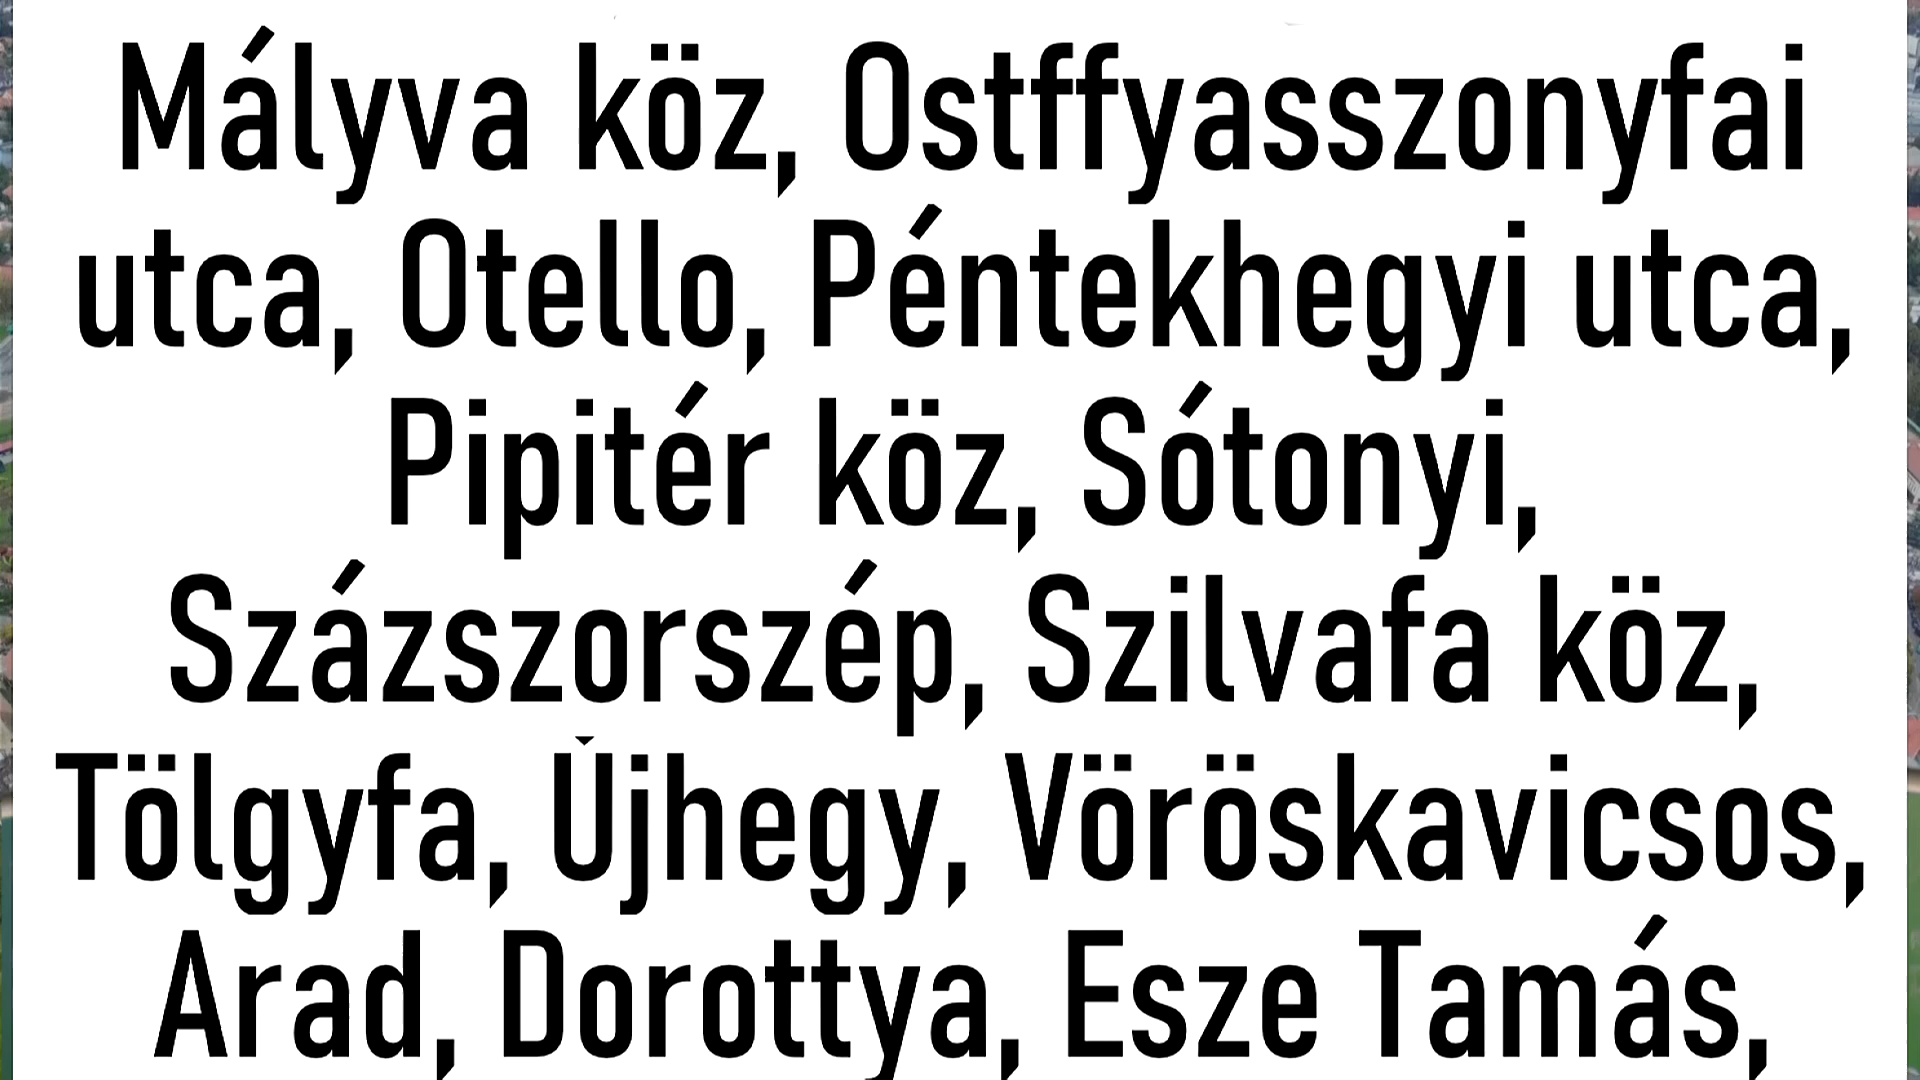 Mályva köz, Ostffyasszonyfai
utca, Otello, Péntekhegyi utca,
Pipitér köz, Sótonyi,
Százszorszép, Szilvafa köz,
Tölgyfa, Újhegy, Vöröskavicsos,
Arad, Dorottya, Esze Tamás,